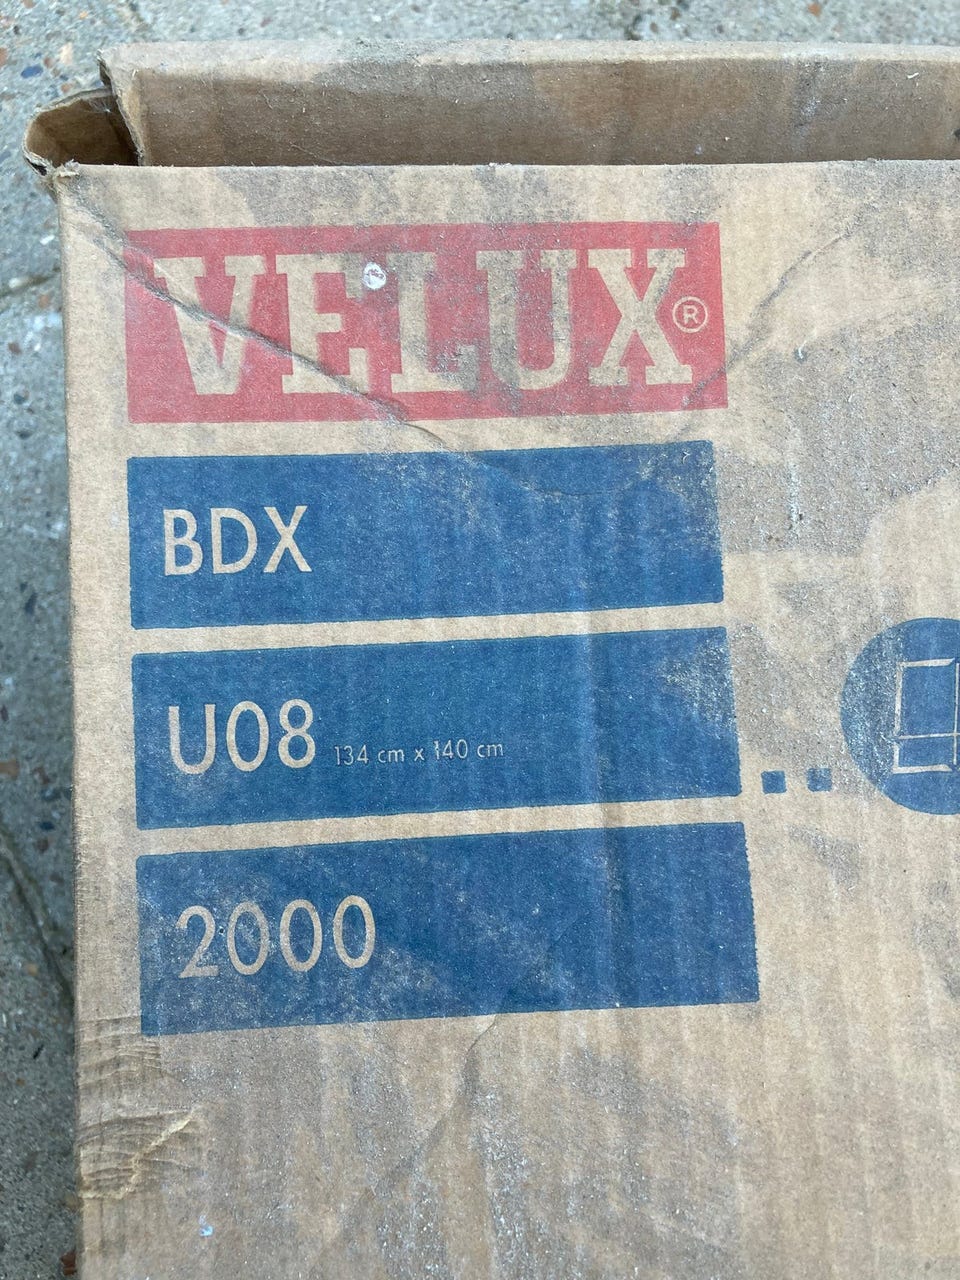 VELUX®
BDX
U08 134 cm x 140 cm
2000